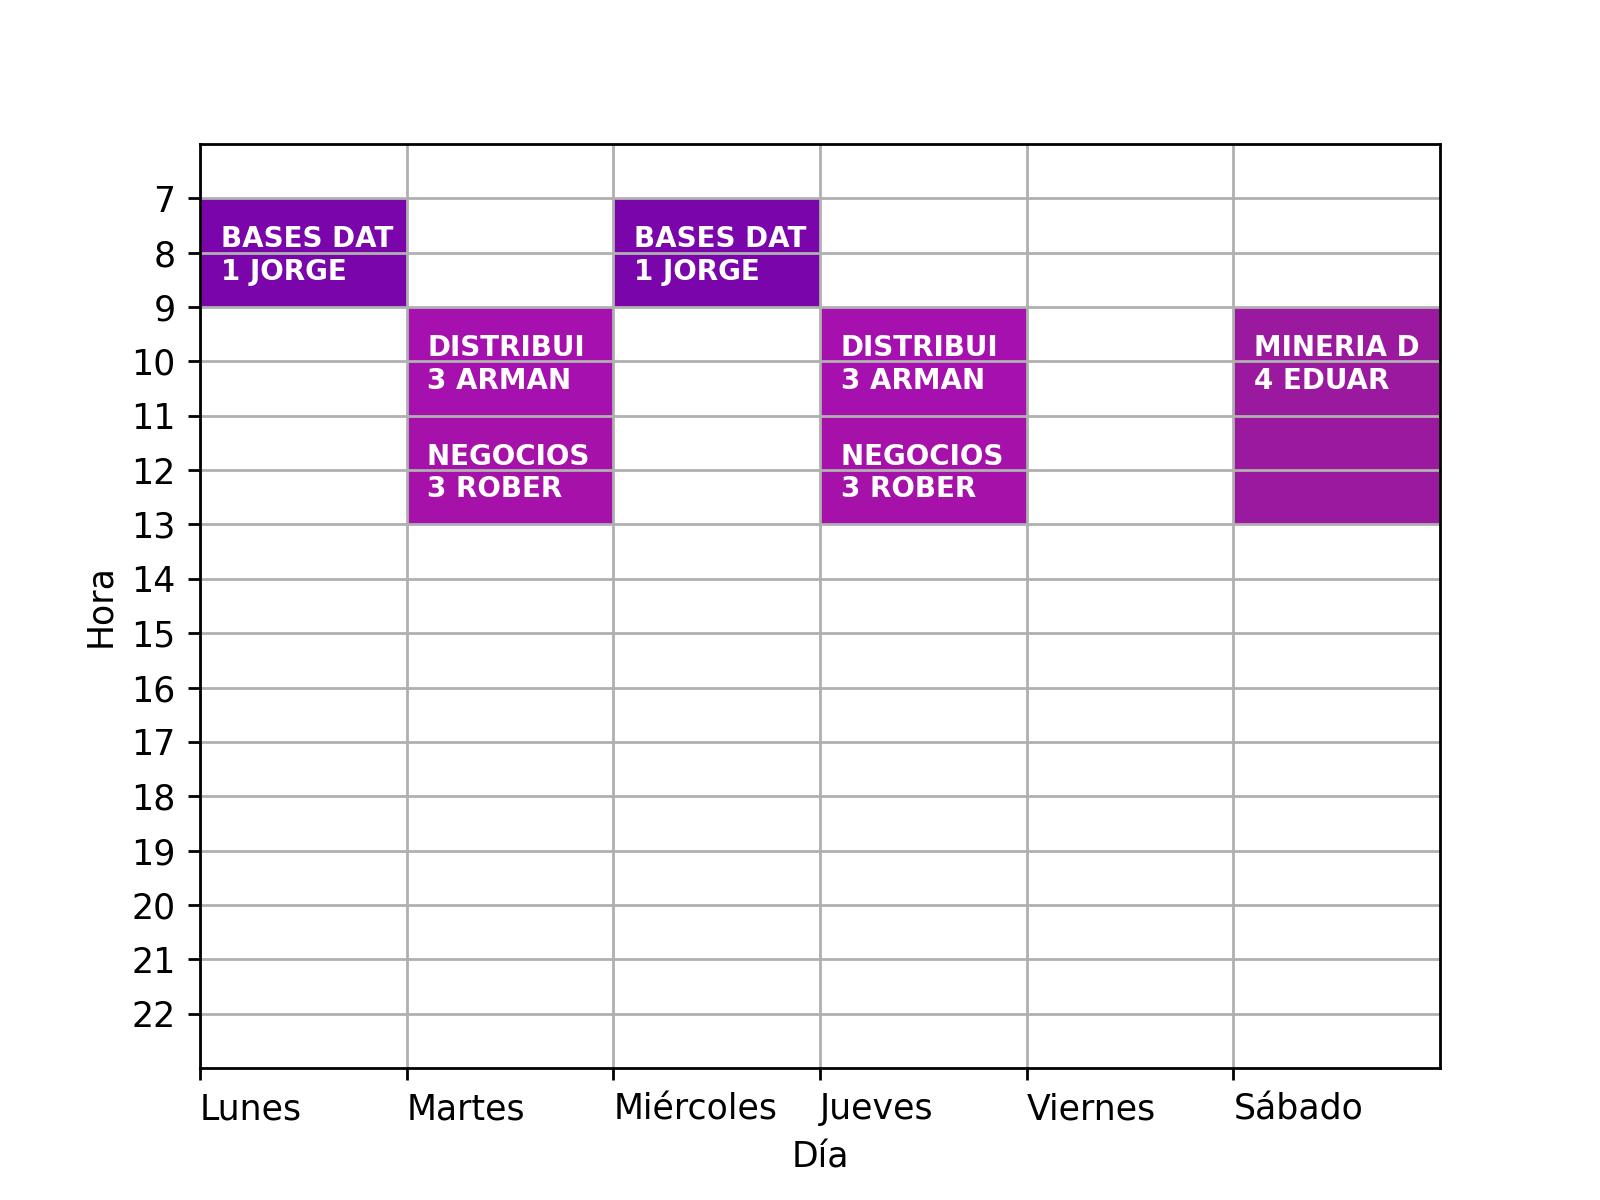 7
BASES DAT
BASES DAT
8
1 JORGE
1 JORGE
9
DISTRIBUI
DISTRIBUI
MINERIA D
10
3 ARMAN
3 ARMAN
4 EDUAR
11
NEGOCIOS
NEGOCIOS
12
3 ROBER
3 ROBER
13
14
Hora
15
16
17
18
19
20
21
22
Lunes
Martes
Miércoles
Jueves
Viernes
Sábado
Día